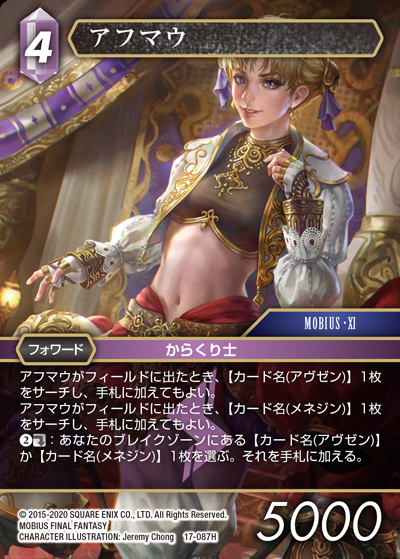 4
アフマウ
MOBIUS・XI
フォワード
からくり士
アフマウがフィールドに出たとき、【カード名(アヴゼン)】1枚
をサーチし、手札に加えてもよい。
アフマウがフィールドに出たとき、【カード名(メネジン)】1枚
をサーチし、手札に加えてもよい。
2:あなたのブレイクゾーンにある【カード名(アヴゼン)】
か【カード名(メネジン)】1枚を選ぶ。それを手札に加える。
© 2015-2020 SQUARE ENIX CO., LTD. All Rights Reserved.
MOBIUS FINAL FANTASY
CHARACTER ILLUSTRATION: Jeremy Chong 17-087H
5000